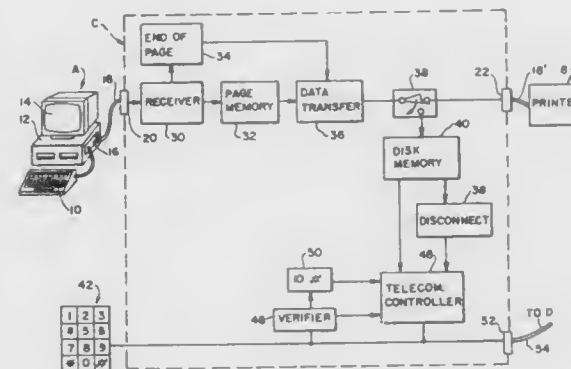 C
A
END OF
PAGE
34
18
14
12
16
10
20
RECEIVER
30
PAGE
MEMORY
32
DATA
TRANSFER
36
38
22
18'
PRINTE
40
DISK
MEMORY
38
DISCONNECT
46
TELECOM.
CONTROLLER
50
ID #
48
VERIFIER
42
1 2 3
5
7 8 9
* 0 #
52
TO D
54